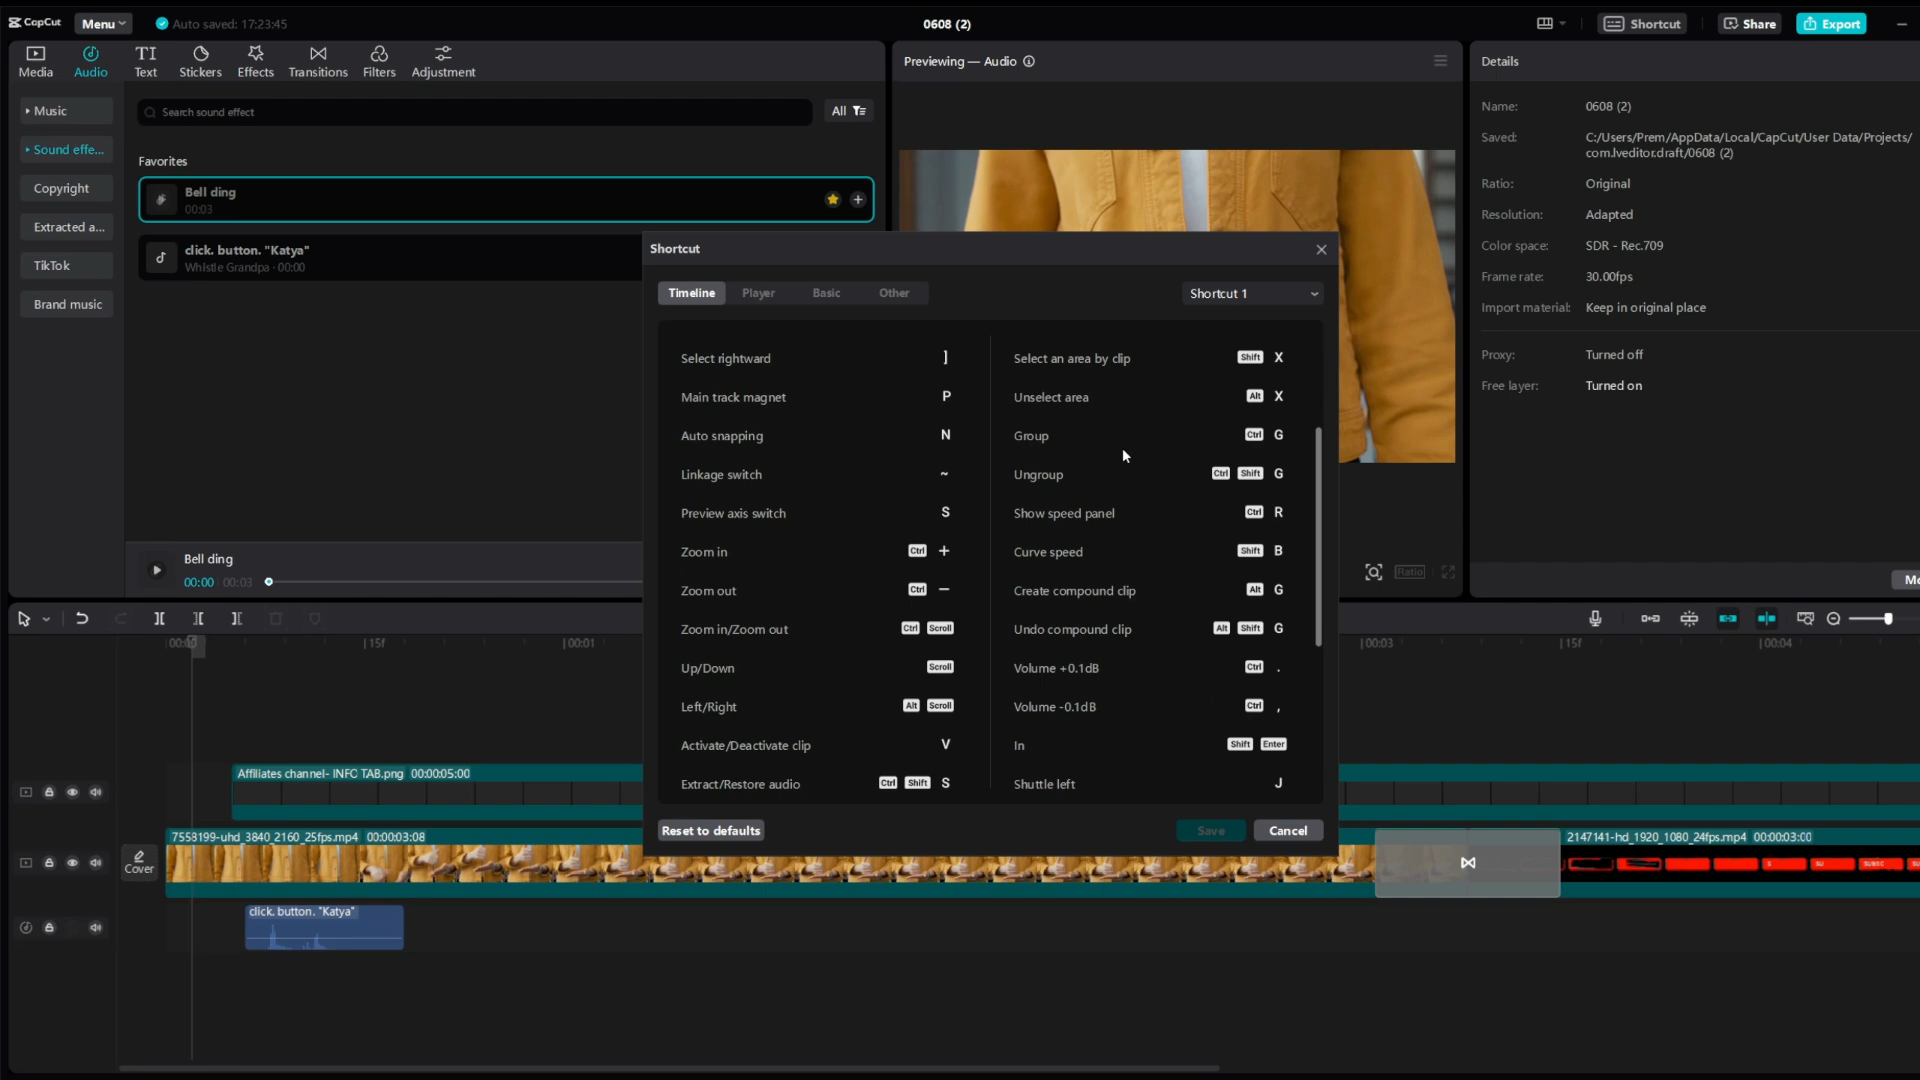 CapCut
Menu
Auto saved: 17:23:45
0608 (2)
Shortcut
Share
Export
Media
Audio
Text
Stickers
Effects
Transitions
Filters
Adjustment
Music
Sound effe...
Copyright
Extracted a...
TikTok
Brand music
Search sound effect
All
Favorites
Bell ding
00:03
click. button. "Katya"
Whistle Grandpa · 00:00
Bell ding
00:00 00:03
Previewing — Audio
Ratio
Details
Name: 0608 (2)
Saved: C:/Users/Prem/AppData/Local/CapCut/User Data/Projects/
com.lveditor.draft/0608 (2)
Ratio: Original
Resolution: Adapted
Color space: SDR - Rec.709
Frame rate: 30.00fps
Import material: Keep in original place
Proxy: Turned off
Free layer: Turned on
Shortcut
Timeline Player Basic Other
Shortcut 1
Select rightward ]
Main track magnet P
Auto snapping N
Linkage switch ~
Preview axis switch S
Zoom in Ctrl +
Zoom out Ctrl −
Zoom in/Zoom out Ctrl Scroll
Up/Down Scroll
Left/Right Alt Scroll
Activate/Deactivate clip V
Extract/Restore audio Ctrl Shift S
Select an area by clip Shift X
Unselect area Alt X
Group Ctrl G
Ungroup Ctrl Shift G
Show speed panel Ctrl R
Curve speed Shift B
Create compound clip Alt G
Undo compound clip Alt Shift G
Volume +0.1dB Ctrl .
Volume -0.1dB Ctrl ,
In Shift Enter
Shuttle left J
Reset to defaults
Save
Cancel
15f 00:01 00:03 15f 00:04
Affiliates channel- INFO TAB.png 00:00:05:00
Cover
7558199-uhd_3840_2160_25fps.mp4 00:00:03:08
2147141-hd_1920_1080_24fps.mp4 00:00:03:00
click. button. "Katya"